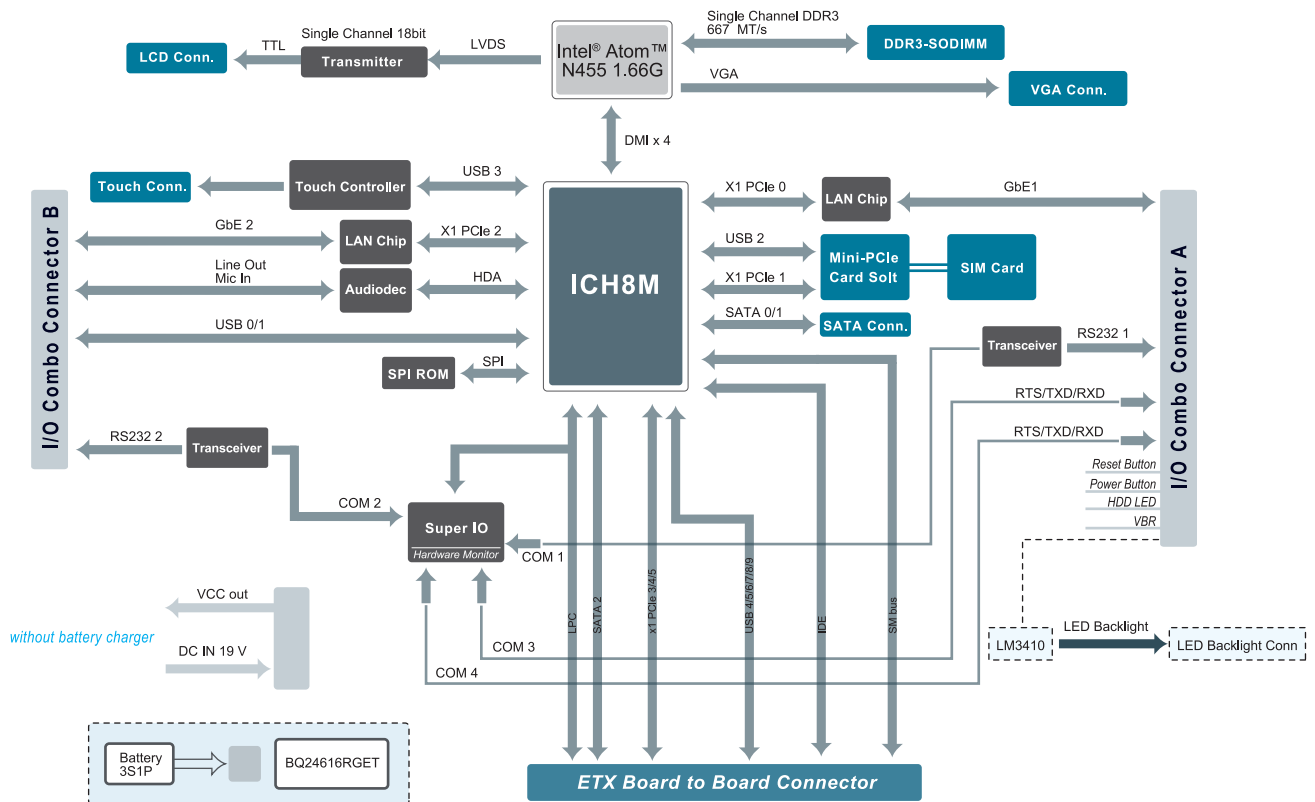 Single Channel DDR3
667 MT/s
Single Channel 18bit
TTL
LVDS
LCD Conn.
Transmitter
Intel® Atom™
N455 1.66G
DDR3-SODIMM
VGA
VGA Conn.
DMI x 4
Touch Conn.
Touch Controller
USB 3
X1 PCIe 0
LAN Chip
GbE1
GbE 2
LAN Chip
X1 PCIe 2
USB 2
Mini-PCIe
Card Solt
SIM Card
Line Out
Mic In
Audiodec
HDA
ICH8M
X1 PCIe 1
USB 0/1
SATA 0/1
SATA Conn.
SPI ROM
SPI
Transceiver
RS232 1
I/O Combo Connector B
I/O Combo Connector A
RTS/TXD/RXD
RTS/TXD/RXD
RS232 2
Transceiver
Reset Button
Power Button
HDD LED
VBR
COM 2
Super IO
Hardware Monitor
COM 1
LPC
SATA 2
x1 PCIe 3/4/5
USB 4/5/6/7/8/9
IDE
SM bus
VCC out
without battery charger
DC IN 19 V
COM 3
COM 4
LM3410
LED Backlight
LED Backlight Conn
Battery
3S1P
BQ24616RGET
ETX Board to Board Connector